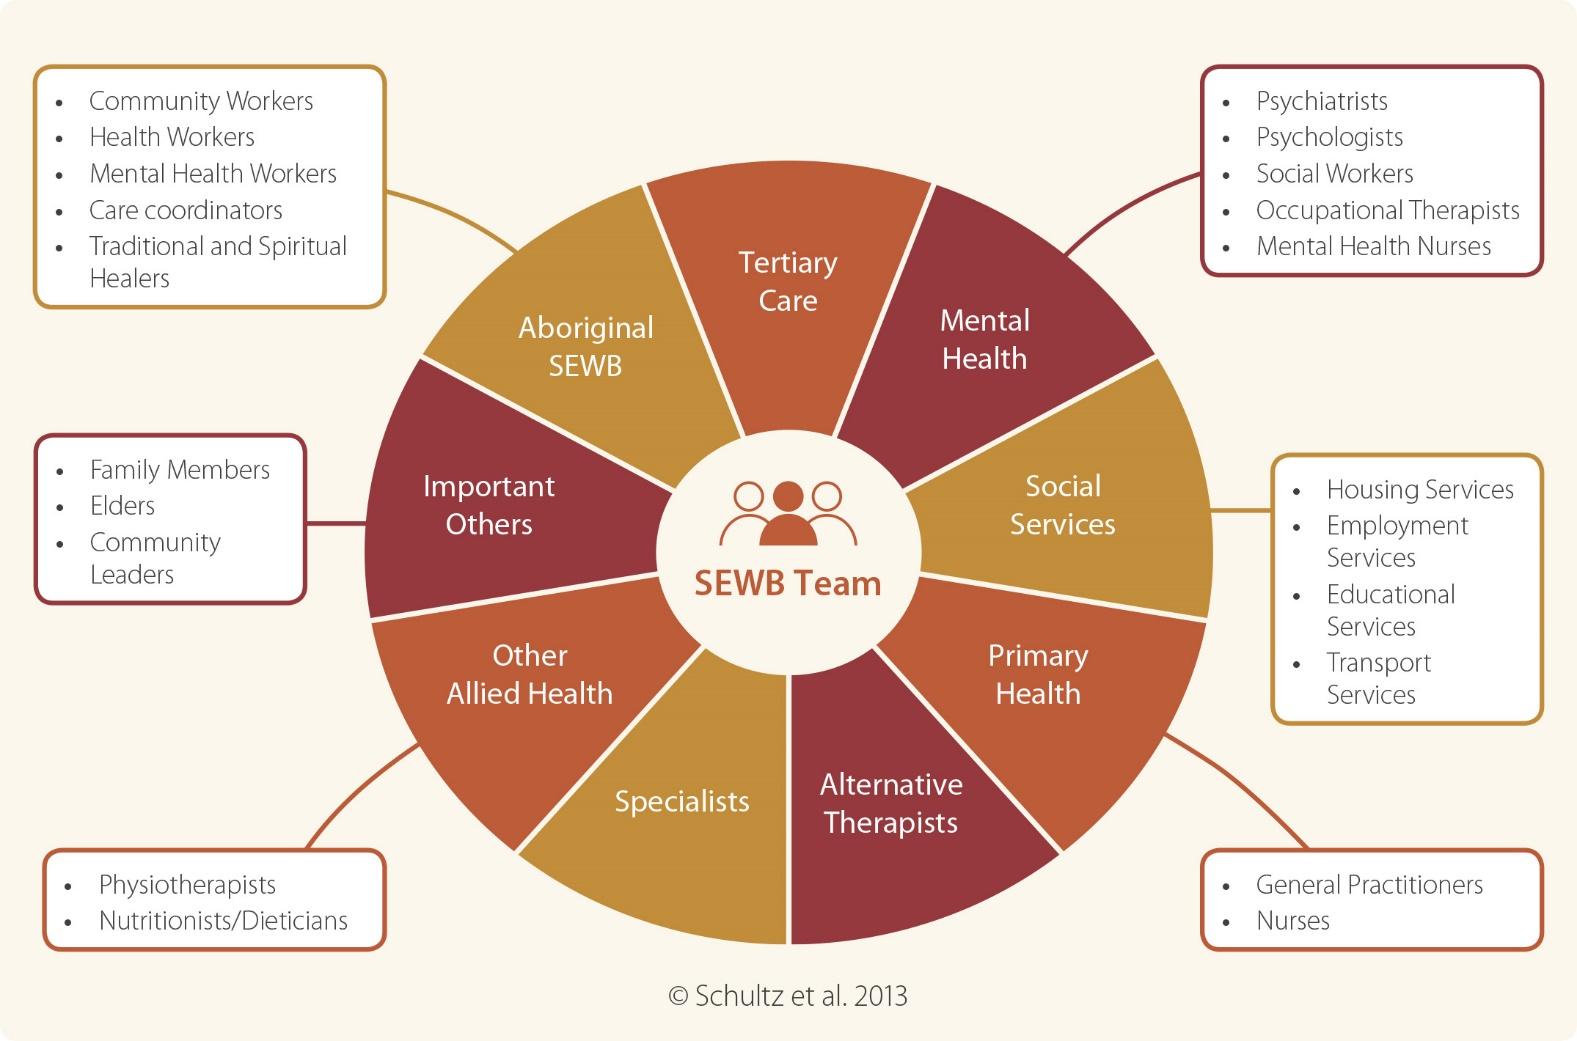 • Community Workers
• Health Workers
• Mental Health Workers
• Care coordinators
• Traditional and Spiritual
Healers
• Psychiatrists
• Psychologists
• Social Workers
• Occupational Therapists
• Mental Health Nurses
Tertiary
Care
Aboriginal
SEWB
Mental
Health
• Family Members
• Elders
• Community
Leaders
Important
Others
Social
Services
• Housing Services
• Employment
Services
• Educational
Services
• Transport
Services
SEWB Team
Other
Allied Health
Primary
Health
Specialists
Alternative
Therapists
• Physiotherapists
• Nutritionists/Dieticians
• General Practitioners
• Nurses
© Schultz et al. 2013